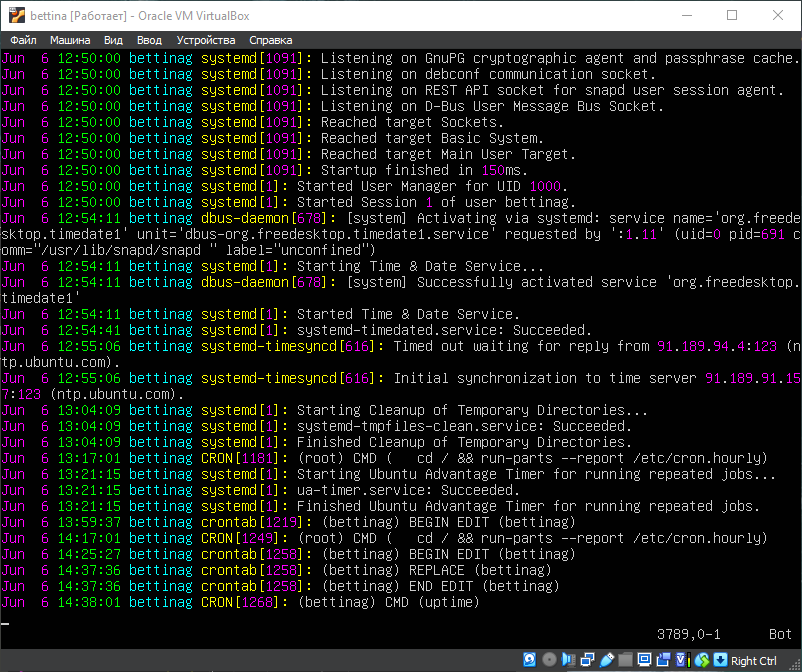 bettina [Работает] - Oracle VM VirtualBox
Файл Машина Вид Ввод Устройства Справка
Jun  6 12:50:00 bettinag systemd[1091]: Listening on GnuPG cryptographic agent and passphrase cache.
Jun  6 12:50:00 bettinag systemd[1091]: Listening on debconf communication socket.
Jun  6 12:50:00 bettinag systemd[1091]: Listening on REST API socket for snapd user session agent.
Jun  6 12:50:00 bettinag systemd[1091]: Listening on D-Bus User Message Bus Socket.
Jun  6 12:50:00 bettinag systemd[1091]: Reached target Sockets.
Jun  6 12:50:00 bettinag systemd[1091]: Reached target Basic System.
Jun  6 12:50:00 bettinag systemd[1091]: Reached target Main User Target.
Jun  6 12:50:00 bettinag systemd[1091]: Startup finished in 150ms.
Jun  6 12:50:00 bettinag systemd[1]: Started User Manager for UID 1000.
Jun  6 12:50:00 bettinag systemd[1]: Started Session 1 of user bettinag.
Jun  6 12:54:11 bettinag dbus-daemon[678]: [system] Activating via systemd: service name='org.freede
sktop.timedate1' unit='dbus-org.freedesktop.timedate1.service' requested by ':1.11' (uid=0 pid=691 c
omm="/usr/lib/snapd/snapd " label="unconfined")
Jun  6 12:54:11 bettinag systemd[1]: Starting Time & Date Service...
Jun  6 12:54:11 bettinag dbus-daemon[678]: [system] Successfully activated service 'org.freedesktop.
timedate1'
Jun  6 12:54:11 bettinag systemd[1]: Started Time & Date Service.
Jun  6 12:54:41 bettinag systemd[1]: systemd-timedated.service: Succeeded.
Jun  6 12:55:06 bettinag systemd-timesyncd[616]: Timed out waiting for reply from 91.189.94.4:123 (n
tp.ubuntu.com).
Jun  6 12:55:06 bettinag systemd-timesyncd[616]: Initial synchronization to time server 91.189.91.15
7:123 (ntp.ubuntu.com).
Jun  6 13:04:09 bettinag systemd[1]: Starting Cleanup of Temporary Directories...
Jun  6 13:04:09 bettinag systemd[1]: systemd-tmpfiles-clean.service: Succeeded.
Jun  6 13:04:09 bettinag systemd[1]: Finished Cleanup of Temporary Directories.
Jun  6 13:17:01 bettinag CRON[1181]: (root) CMD (   cd / && run-parts --report /etc/cron.hourly)
Jun  6 13:21:15 bettinag systemd[1]: Starting Ubuntu Advantage Timer for running repeated jobs...
Jun  6 13:21:15 bettinag systemd[1]: ua-timer.service: Succeeded.
Jun  6 13:21:15 bettinag systemd[1]: Finished Ubuntu Advantage Timer for running repeated jobs.
Jun  6 13:59:37 bettinag crontab[1219]: (bettinag) BEGIN EDIT (bettinag)
Jun  6 14:17:01 bettinag CRON[1249]: (root) CMD (   cd / && run-parts --report /etc/cron.hourly)
Jun  6 14:25:27 bettinag crontab[1258]: (bettinag) BEGIN EDIT (bettinag)
Jun  6 14:37:36 bettinag crontab[1258]: (bettinag) REPLACE (bettinag)
Jun  6 14:37:36 bettinag crontab[1258]: (bettinag) END EDIT (bettinag)
Jun  6 14:38:01 bettinag CRON[1268]: (bettinag) CMD (uptime)
3789,0-1 Bot
Right Ctrl